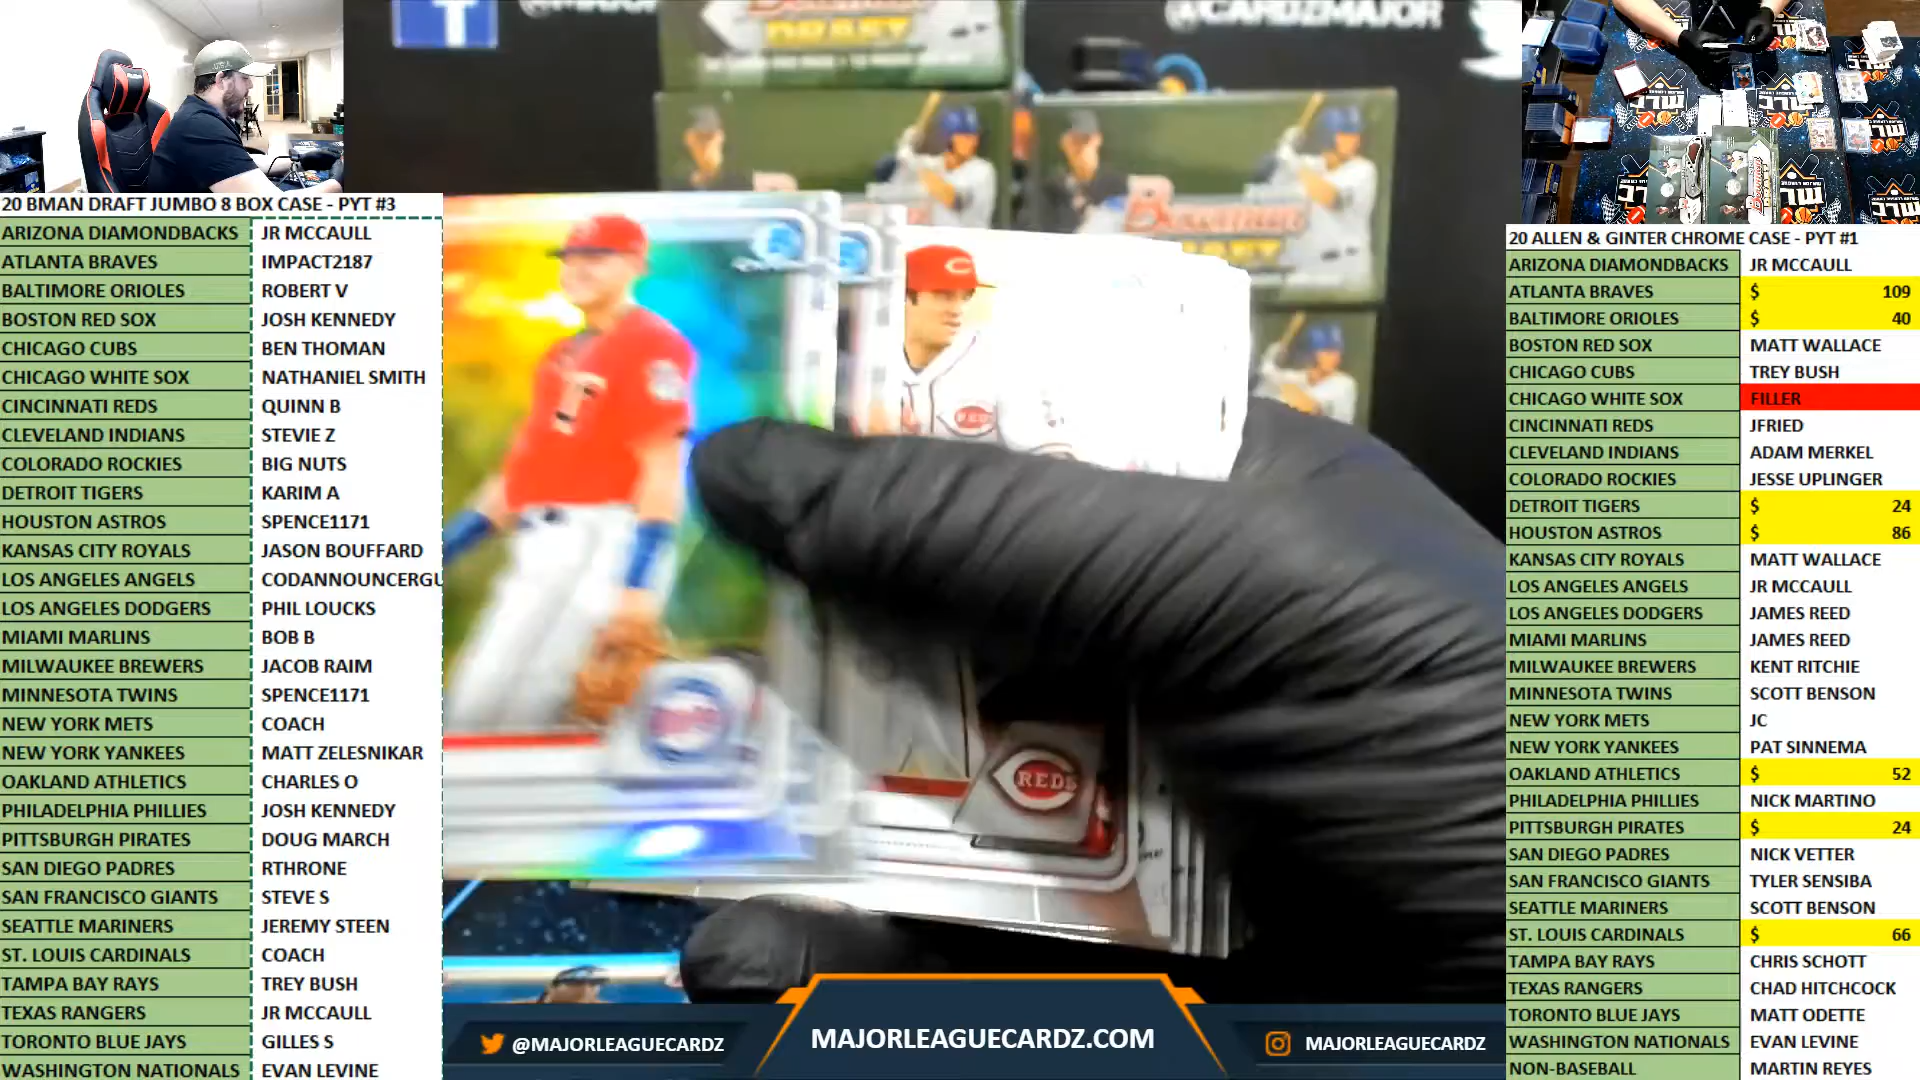 @CARDZMAJOR
Bowman
DRAFT
20 BMAN DRAFT JUMBO 8 BOX CASE - PYT #3
ARIZONA DIAMONDBACKS JR MCCAULL
ATLANTA BRAVES IMPACT2187
BALTIMORE ORIOLES ROBERT V
BOSTON RED SOX JOSH KENNEDY
CHICAGO CUBS BEN THOMAN
CHICAGO WHITE SOX NATHANIEL SMITH
CINCINNATI REDS QUINN B
CLEVELAND INDIANS STEVIE Z
COLORADO ROCKIES BIG NUTS
DETROIT TIGERS KARIM A
HOUSTON ASTROS SPENCE1171
KANSAS CITY ROYALS JASON BOUFFARD
LOS ANGELES ANGELS CODANNOUNCERGU
LOS ANGELES DODGERS PHIL LOUCKS
MIAMI MARLINS BOB B
MILWAUKEE BREWERS JACOB RAIM
MINNESOTA TWINS SPENCE1171
NEW YORK METS COACH
NEW YORK YANKEES MATT ZELESNIKAR
OAKLAND ATHLETICS CHARLES O
PHILADELPHIA PHILLIES JOSH KENNEDY
PITTSBURGH PIRATES DOUG MARCH
SAN DIEGO PADRES RTHRONE
SAN FRANCISCO GIANTS STEVE S
SEATTLE MARINERS JEREMY STEEN
ST. LOUIS CARDINALS COACH
TAMPA BAY RAYS TREY BUSH
TEXAS RANGERS JR MCCAULL
TORONTO BLUE JAYS GILLES S
WASHINGTON NATIONALS EVAN LEVINE
REDS
REDS
@MAJORLEAGUECARDZ
MAJORLEAGUECARDZ.COM
MAJORLEAGUECARDZ
20 ALLEN & GINTER CHROME CASE - PYT #1
ARIZONA DIAMONDBACKS JR MCCAULL
ATLANTA BRAVES $ 109
BALTIMORE ORIOLES $ 40
BOSTON RED SOX MATT WALLACE
CHICAGO CUBS TREY BUSH
CHICAGO WHITE SOX FILLER
CINCINNATI REDS JFRIED
CLEVELAND INDIANS ADAM MERKEL
COLORADO ROCKIES JESSE UPLINGER
DETROIT TIGERS $ 24
HOUSTON ASTROS $ 86
KANSAS CITY ROYALS MATT WALLACE
LOS ANGELES ANGELS JR MCCAULL
LOS ANGELES DODGERS JAMES REED
MIAMI MARLINS JAMES REED
MILWAUKEE BREWERS KENT RITCHIE
MINNESOTA TWINS SCOTT BENSON
NEW YORK METS JC
NEW YORK YANKEES PAT SINNEMA
OAKLAND ATHLETICS $ 52
PHILADELPHIA PHILLIES NICK MARTINO
PITTSBURGH PIRATES $ 24
SAN DIEGO PADRES NICK VETTER
SAN FRANCISCO GIANTS TYLER SENSIBA
SEATTLE MARINERS SCOTT BENSON
ST. LOUIS CARDINALS $ 66
TAMPA BAY RAYS CHRIS SCHOTT
TEXAS RANGERS CHAD HITCHCOCK
TORONTO BLUE JAYS MATT ODETTE
WASHINGTON NATIONALS EVAN LEVINE
NON-BASEBALL MARTIN REYES